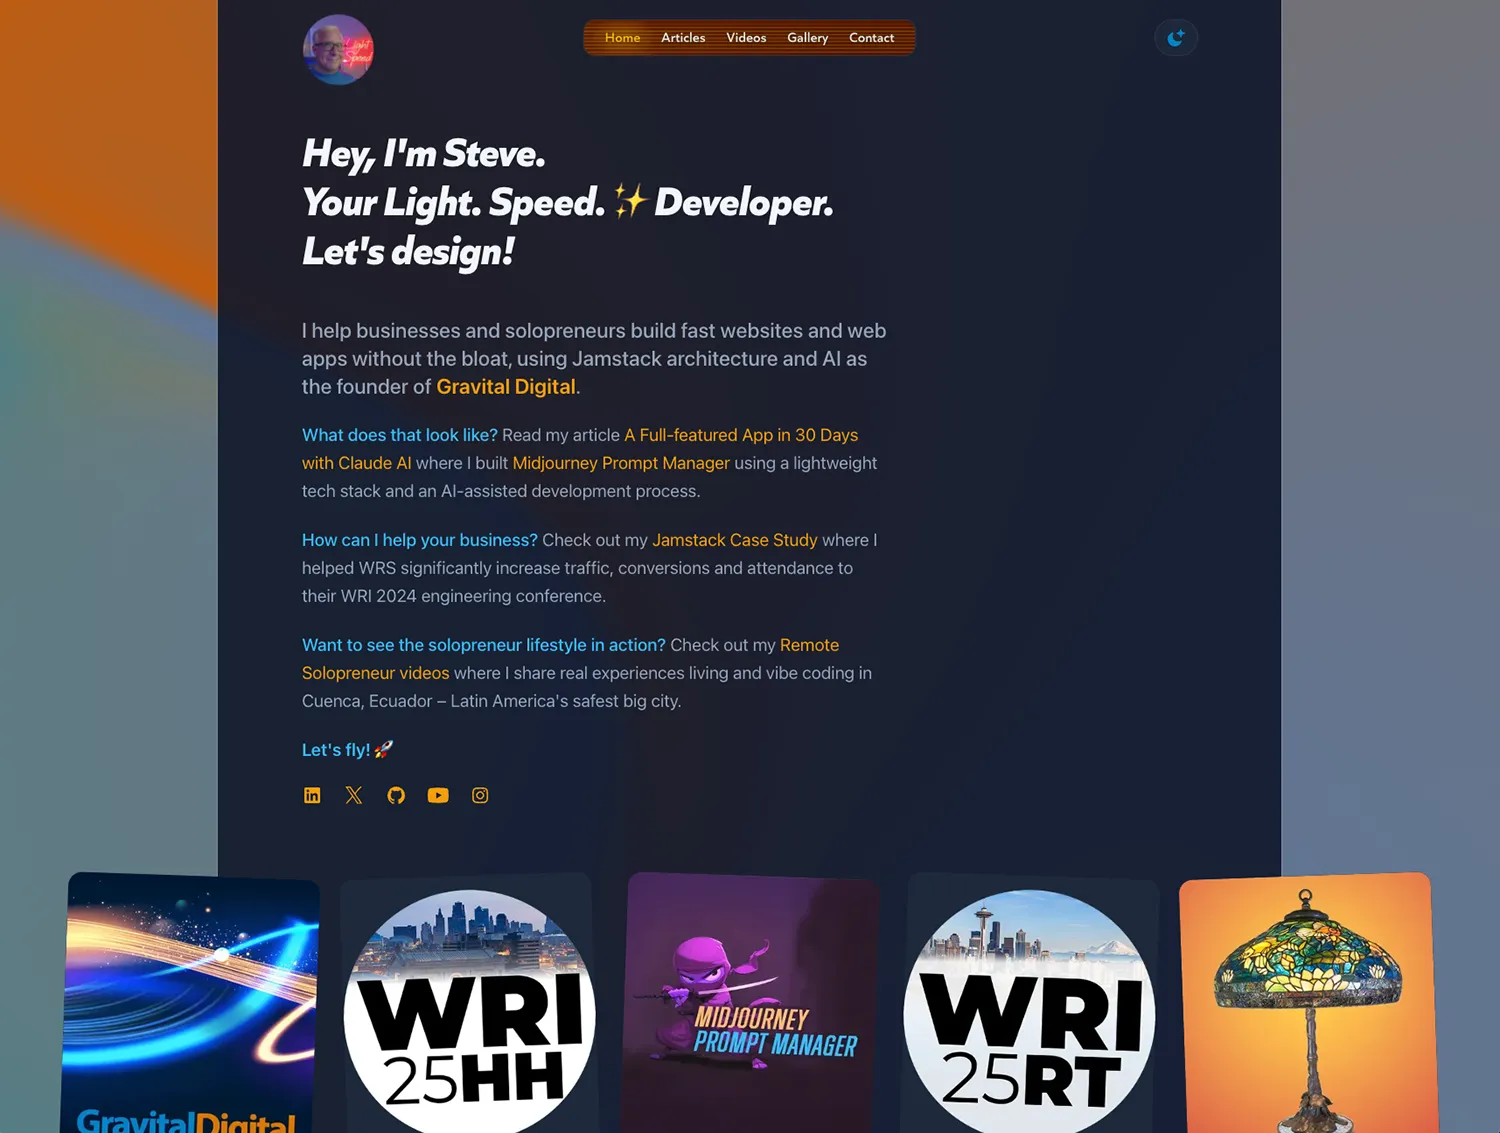 Light
Speed
Home Articles Videos Gallery Contact
Hey, I'm Steve.
Your Light. Speed. ✨ Developer.
Let's design!
I help businesses and solopreneurs build fast websites and web
apps without the bloat, using Jamstack architecture and AI as
the founder of Gravital Digital.
What does that look like? Read my article A Full-featured App in 30 Days
with Claude AI where I built Midjourney Prompt Manager using a lightweight
tech stack and an AI-assisted development process.
How can I help your business? Check out my Jamstack Case Study where I
helped WRS significantly increase traffic, conversions and attendance to
their WRI 2024 engineering conference.
Want to see the solopreneur lifestyle in action? Check out my Remote
Solopreneur videos where I share real experiences living and vibe coding in
Cuenca, Ecuador – Latin America's safest big city.
Let's fly! 🚀
GravitalDigital
WRI
25HH
MIDJOURNEY
PROMPT MANAGER
WRI
25RT